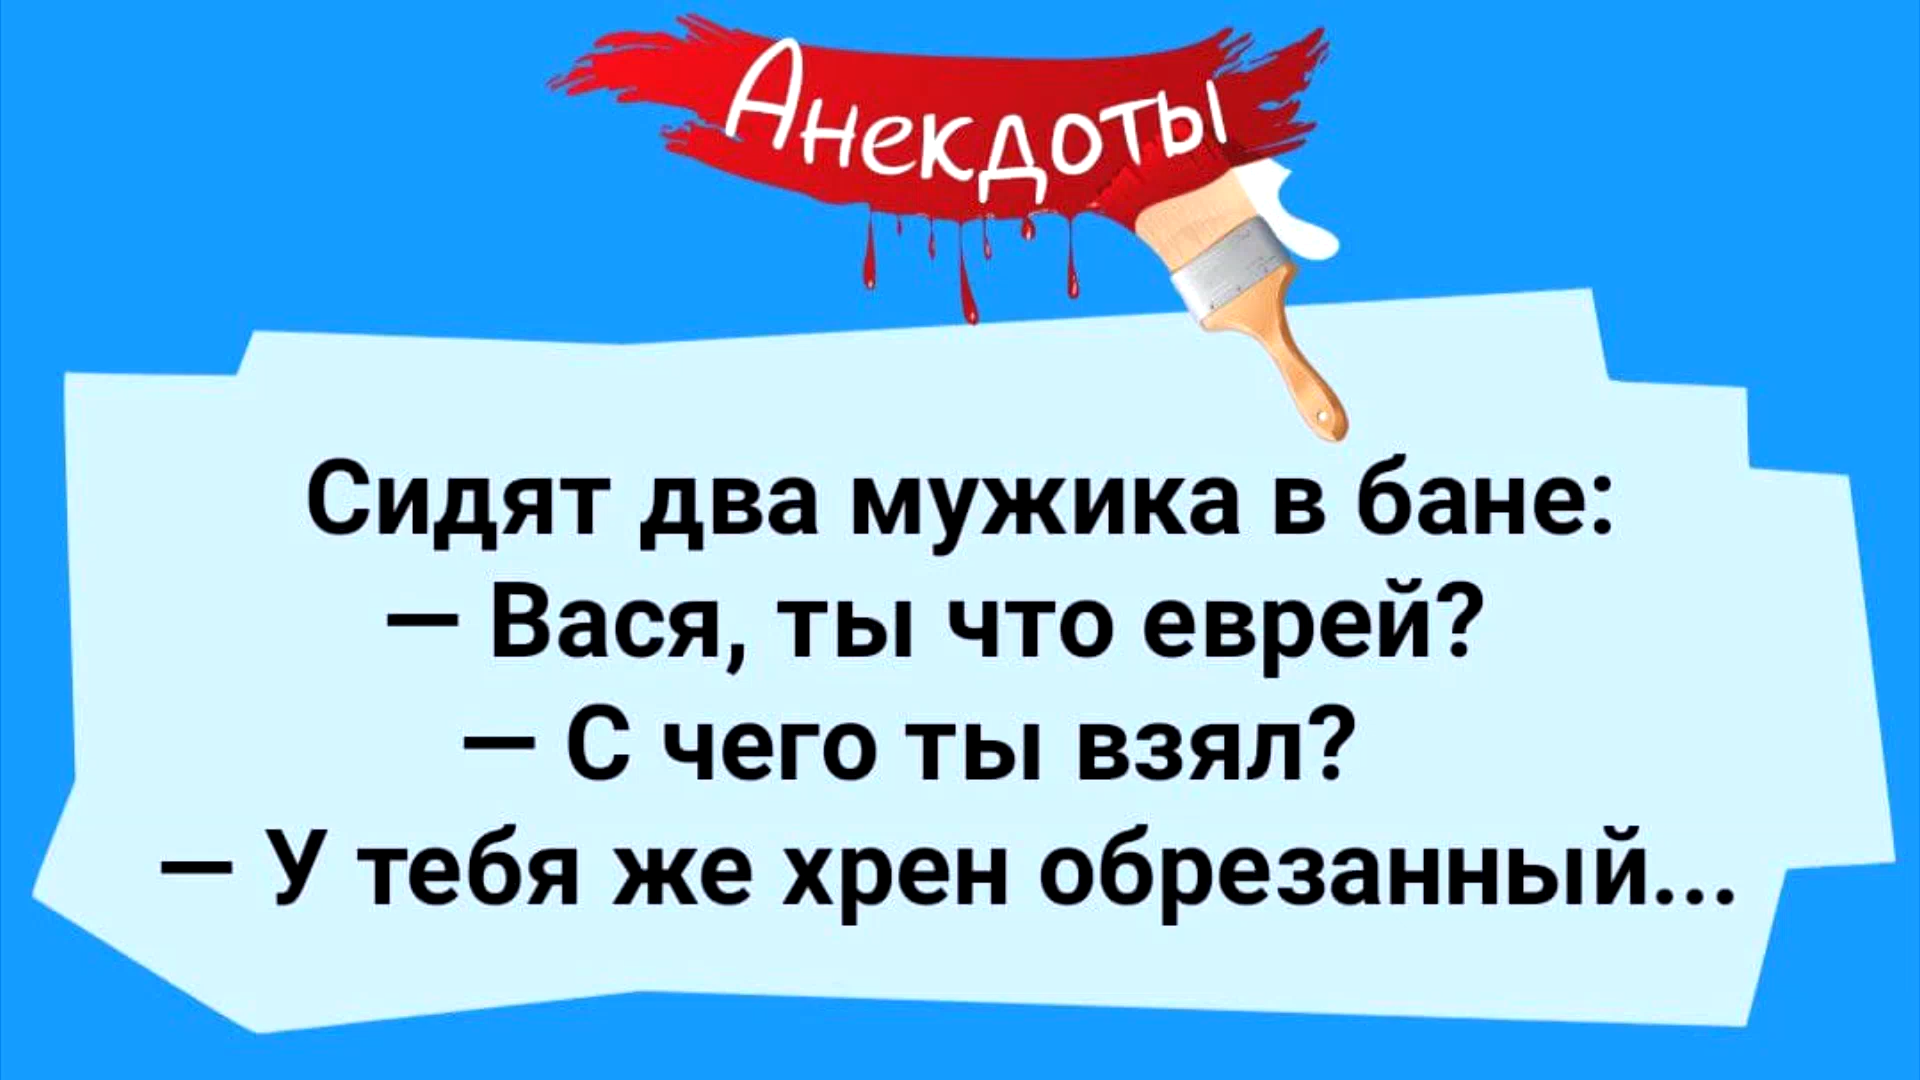 Анекдоты
Сидят два мужика в бане:
— Вася, ты что еврей?
— С чего ты взял?
— У тебя же хрен обрезанный...